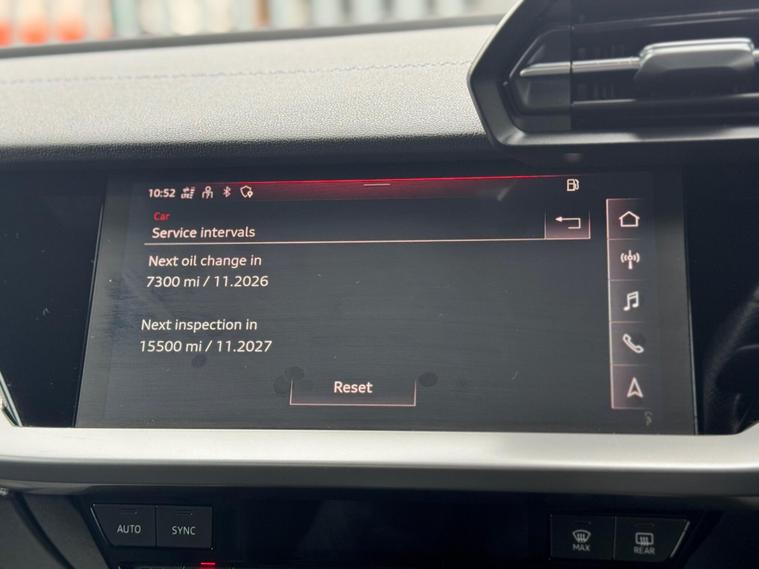 10:52
Car
Service intervals
Next oil change in
7300 mi / 11.2026
Next inspection in
15500 mi / 11.2027
Reset
AUTO
SYNC
MAX
REAR